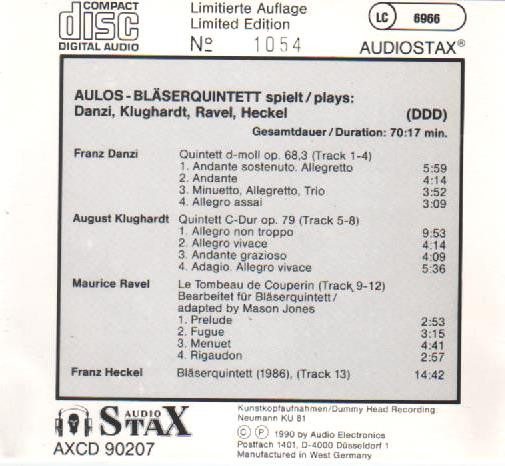 COMPACT
disc
DIGITAL AUDIO
Limitierte Auflage
Limited Edition
Nº 1054
LC 6966
AUDIOSTAX®
AULOS-BLÄSERQUINTETT spielt/plays:
Danzi, Klughardt, Ravel, Heckel (DDD)
Gesamtdauer/Duration: 70:17 min.
Franz Danzi Quintett d-moll op. 68,3 (Track 1-4)
1. Andante sostenuto. Allegretto 5:59
2. Andante 4:14
3. Minuetto, Allegretto, Trio 3:52
4. Allegro assai 3:09
August Klughardt Quintett C-Dur op. 79 (Track 5-8)
1. Allegro non troppo 9:53
2. Allegro vivace 4:14
3. Andante grazioso 4:09
4. Adagio. Allegro vivace 5:36
Maurice Ravel Le Tombeau de Couperin (Track 9-12)
Bearbeitet für Bläserquintett/
adapted by Mason Jones
1. Prelude 2:53
2. Fugue 3:15
3. Menuet 4:41
4. Rigaudon 2:57
Franz Heckel Bläserquintett (1986), (Track 13) 14:42
AUDIO
STAX
AXCD 90207
Kunstkopfaufnahmen/Dummy Head Recording
Neumann KU 81
© ℗ 1990 by Audio Electronics
Postfach 1401, D-4000 Düsseldorf 1
Manufactured in West Germany